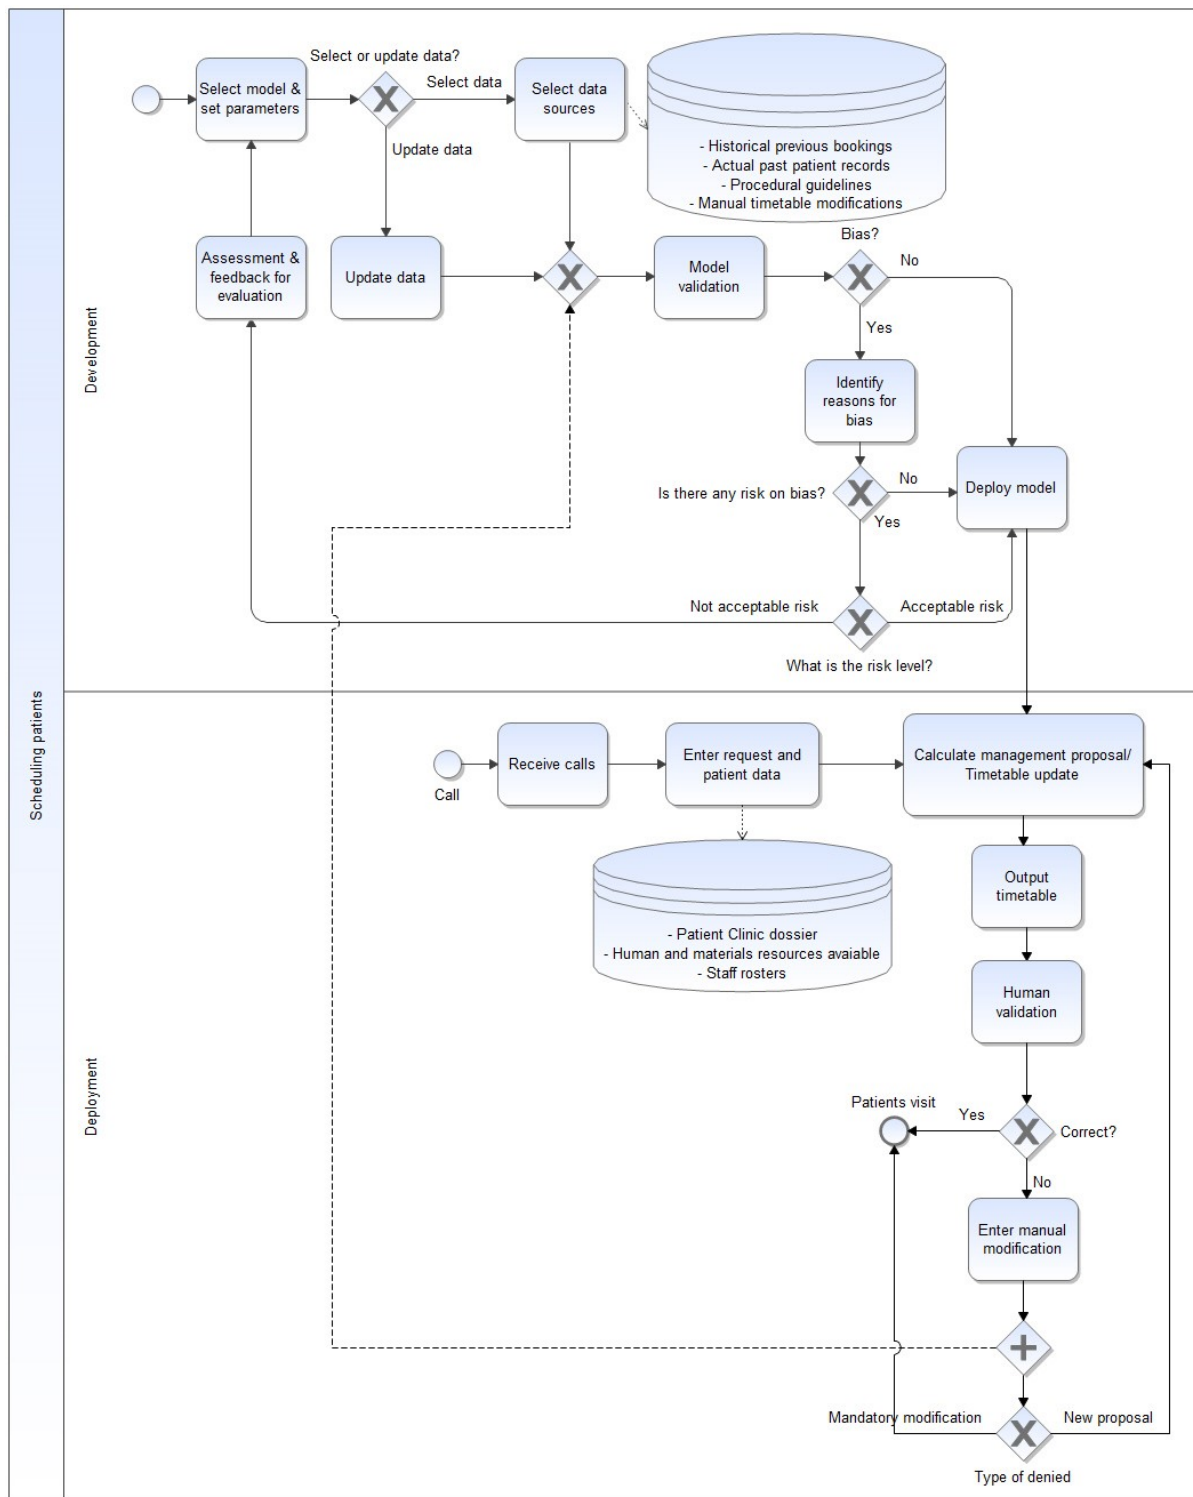 Scheduling patients
Development
Select or update data?
Select model &
set parameters
Select data
Select data
sources
- Historical previous bookings
- Actual past patient records
- Procedural guidelines
- Manual timetable modifications
Update data
Assessment &
feedback for
evaluation
Update data
Model
validation
Bias?
No
Yes
Identify
reasons for
bias
Is there any risk on bias?
No
Yes
Deploy model
Not acceptable risk
Acceptable risk
What is the risk level?
Deployment
Call
Receive calls
Enter request and
patient data
Calculate management proposal/
Timetable update
- Patient Clinic dossier
- Human and materials resources avaiable
- Staff rosters
Output
timetable
Human
validation
Patients visit
Yes
Correct?
No
Enter manual
modification
Mandatory modification
New proposal
Type of denied